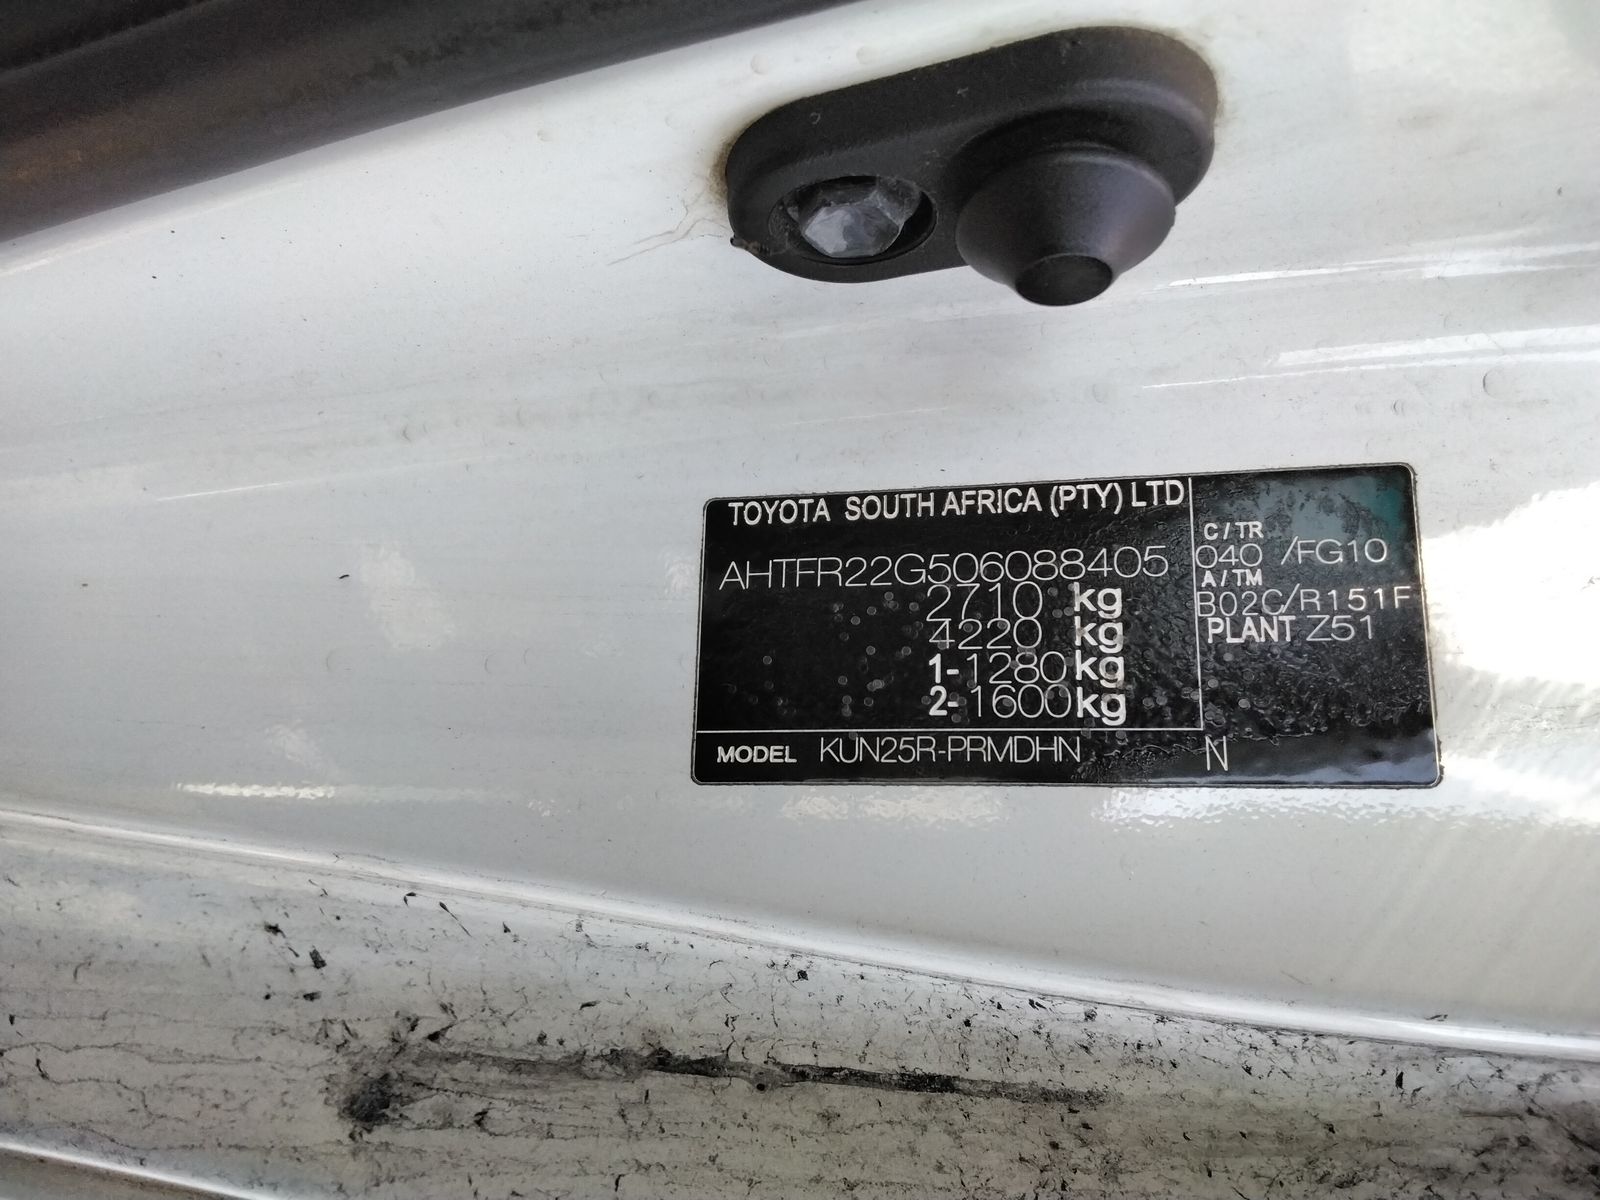 TOYOTA SOUTH AFRICA (PTY) LTD
AHTFR22G506088405
2710 kg
4220 kg
1-1280 kg
2-1600 kg
C/TR
040 /FG10
A/TM
B02C/R151F
PLANT Z51
MODEL KUN25R-PRMDHN N